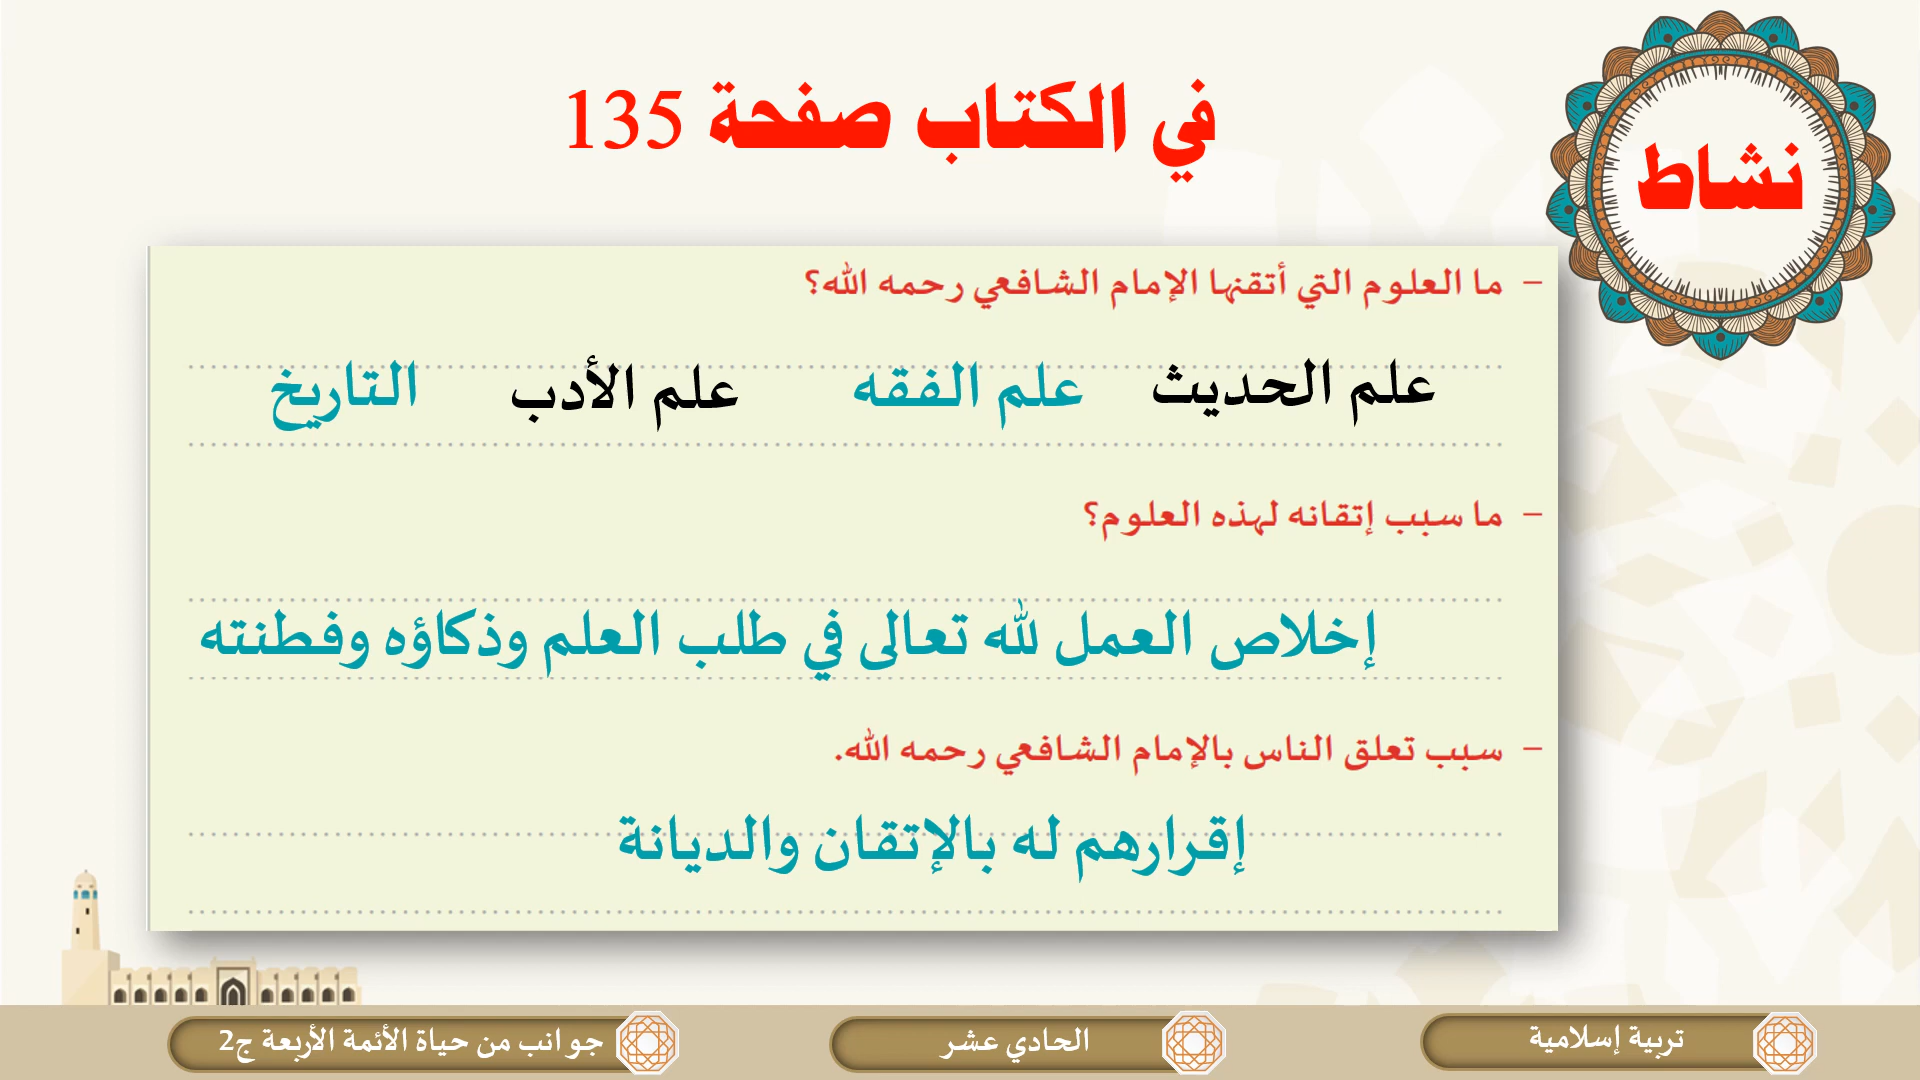 نشاط
في الكتاب صفحة 135
– ما العلوم التي أتقنها الإمام الشافعي رحمه الله؟
علم الحديث علم الفقه علم الأدب التاريخ
– ما سبب إتقانه لهذه العلوم؟
إخلاص العمل لله تعالى في طلب العلم وذكاؤه وفطنته
– سبب تعلق الناس بالإمام الشافعي رحمه الله.
إقرارهم له بالإتقان والديانة
تربية إسلامية
الحادي عشر
جوانب من حياة الأئمة الأربعة ج2